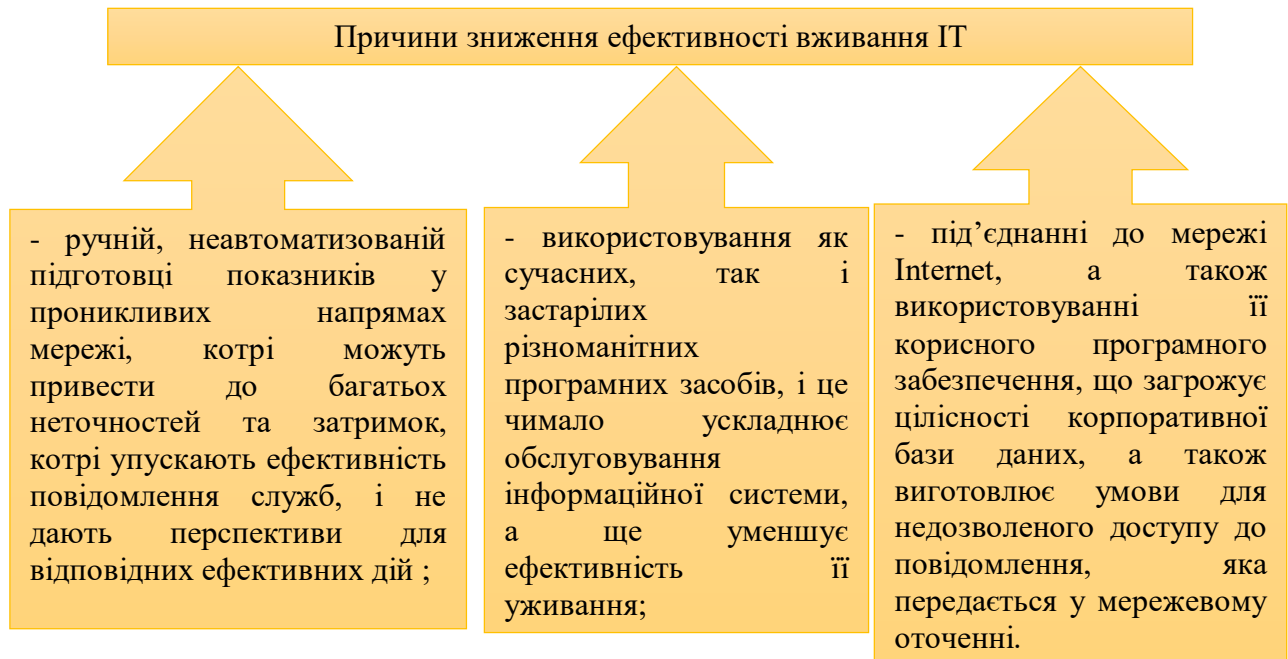 Причини зниження ефективності вживання ІТ
- ручній, неавтоматизованій
підготовці показників у
проникливих напрямах
мережі, котрі можуть
привести до багатьох
неточностей та затримок,
котрі упускають ефективність
повідомлення служб, і не
дають перспективи для
відповідних ефективних дій ;
- використовування як
сучасних, так і
застарілих
різноманітних
програмних засобів, і це
чимало ускладнює
обслуговування
інформаційної системи,
а ще уменшує
ефективність її
уживання;
- під’єднанні до мережі
Internet, а також
використовуванні її
корисного програмного
забезпечення, що загрожує
цілісності корпоративної
бази даних, а також
виготовлює умови для
недозволеного доступу до
повідомлення, яка
передається у мережевому
оточенні.